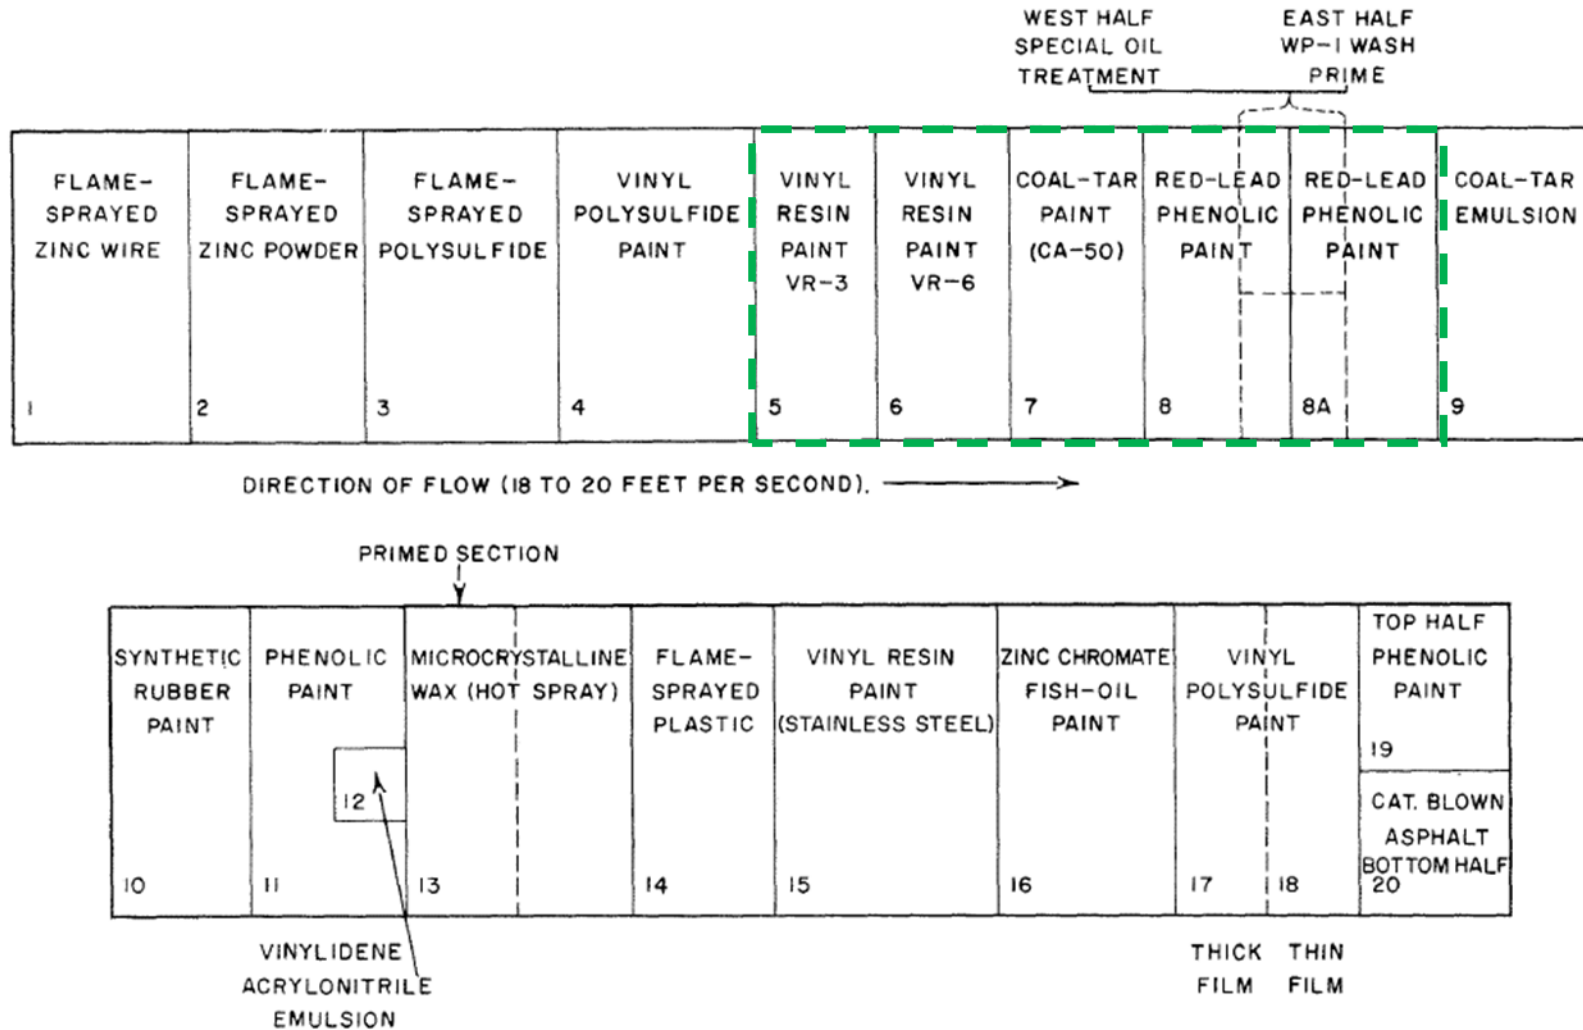 WEST HALF
SPECIAL OIL
TREATMENT
EAST HALF
WP-1 WASH
PRIME
FLAME-
SPRAYED
ZINC WIRE
1
FLAME-
SPRAYED
ZINC POWDER
2
FLAME-
SPRAYED
POLYSULFIDE
3
VINYL
POLYSULFIDE
PAINT
4
VINYL
RESIN
PAINT
VR-3
5
VINYL
RESIN
PAINT
VR-6
6
COAL-TAR
PAINT
(CA-50)
7
RED-LEAD
PHENOLIC
PAINT
8
RED-LEAD
PHENOLIC
PAINT
8A
COAL-TAR
EMULSION
9
DIRECTION OF FLOW (18 TO 20 FEET PER SECOND).
PRIMED SECTION
SYNTHETIC
RUBBER
PAINT
10
PHENOLIC
PAINT
11
12
MICROCRYSTALLINE
WAX (HOT SPRAY)
13
FLAME-
SPRAYED
PLASTIC
14
VINYL RESIN
PAINT
(STAINLESS STEEL)
15
ZINC CHROMATE
FISH-OIL
PAINT
16
VINYL
POLYSULFIDE
PAINT
17
18
TOP HALF
PHENOLIC
PAINT
19
CAT. BLOWN
ASPHALT
BOTTOM HALF
20
VINYLIDENE
ACRYLONITRILE
EMULSION
THICK
FILM
THIN
FILM